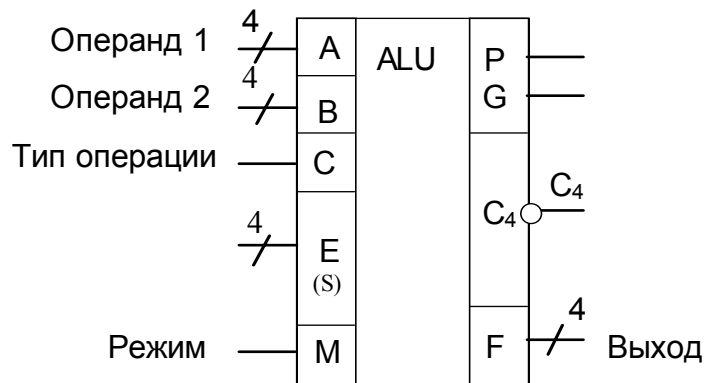 Операнд 1 4 A ALU P
Операнд 2 4 B G
Тип операции C
4 E (S) C4 C4
Режим M F 4 Выход